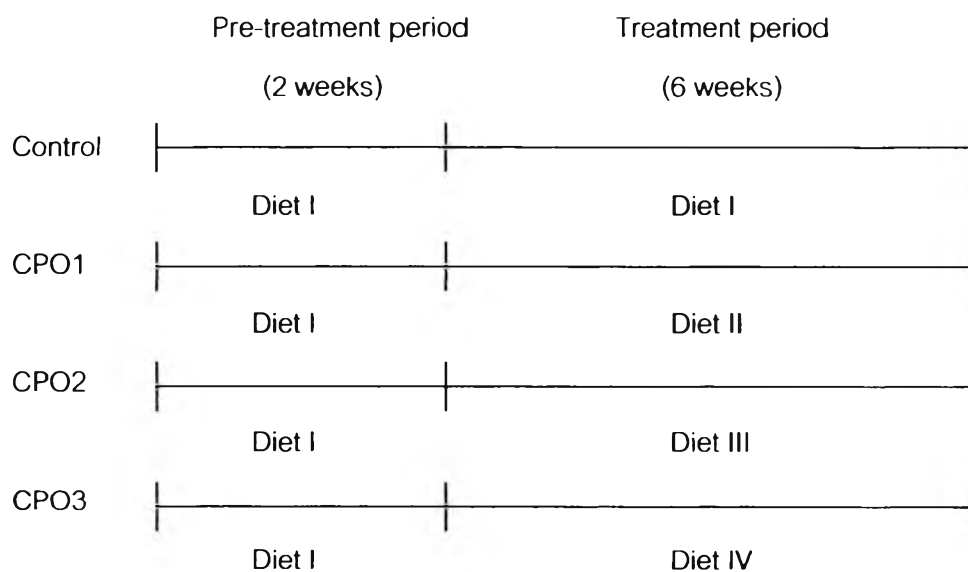 Pre-treatment period Treatment period
(2 weeks) (6 weeks)
Control
Diet I Diet I
CPO1
Diet I Diet II
CPO2
Diet I Diet III
CPO3
Diet I Diet IV